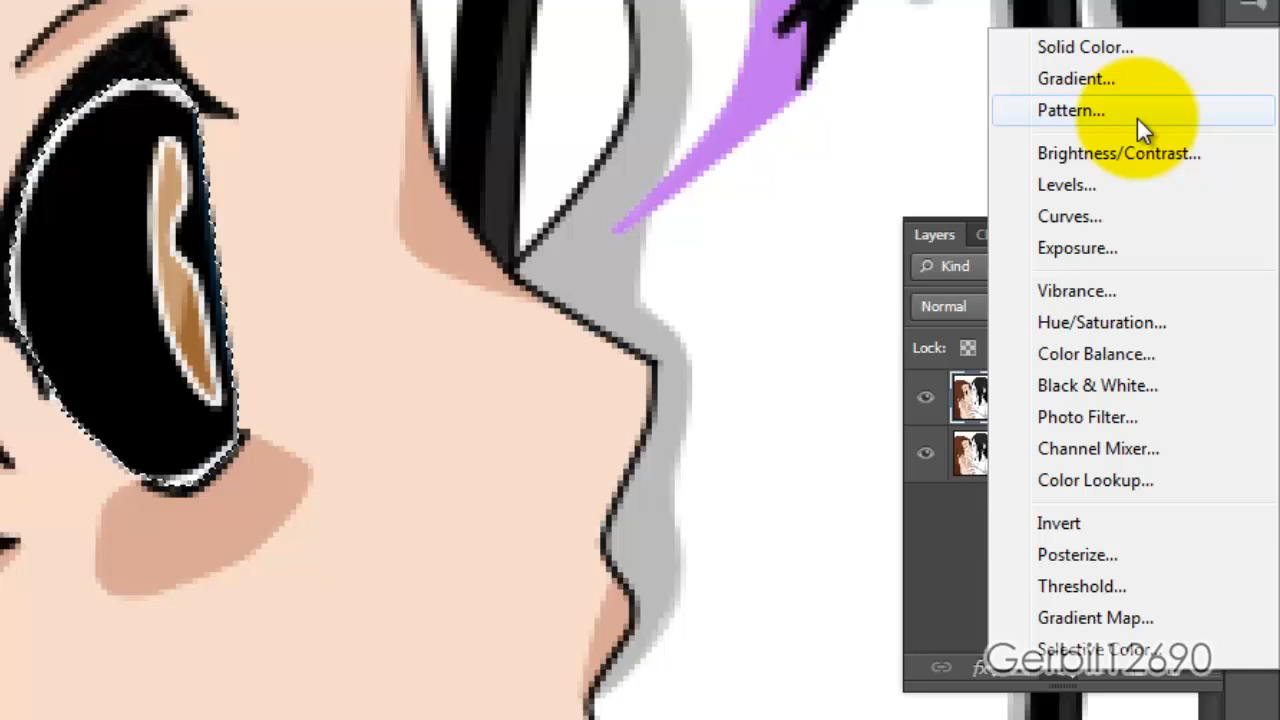 Solid Color...
Gradient...
Pattern...
Brightness/Contrast...
Levels...
Curves...
Exposure...
Vibrance...
Hue/Saturation...
Color Balance...
Black & White...
Photo Filter...
Channel Mixer...
Color Lookup...
Invert
Posterize...
Threshold...
Gradient Map...
Selective Color...
Layers
Kind
Normal
Lock:
fx
Gerbil12690